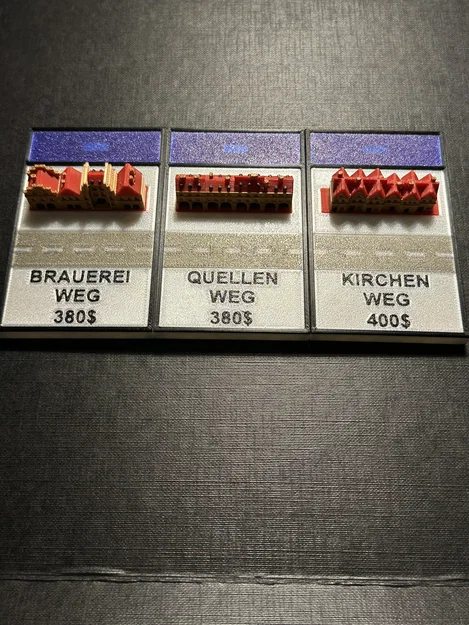 BRAUEREI
WEG
380$
QUELLEN
WEG
380$
KIRCHEN
WEG
400$